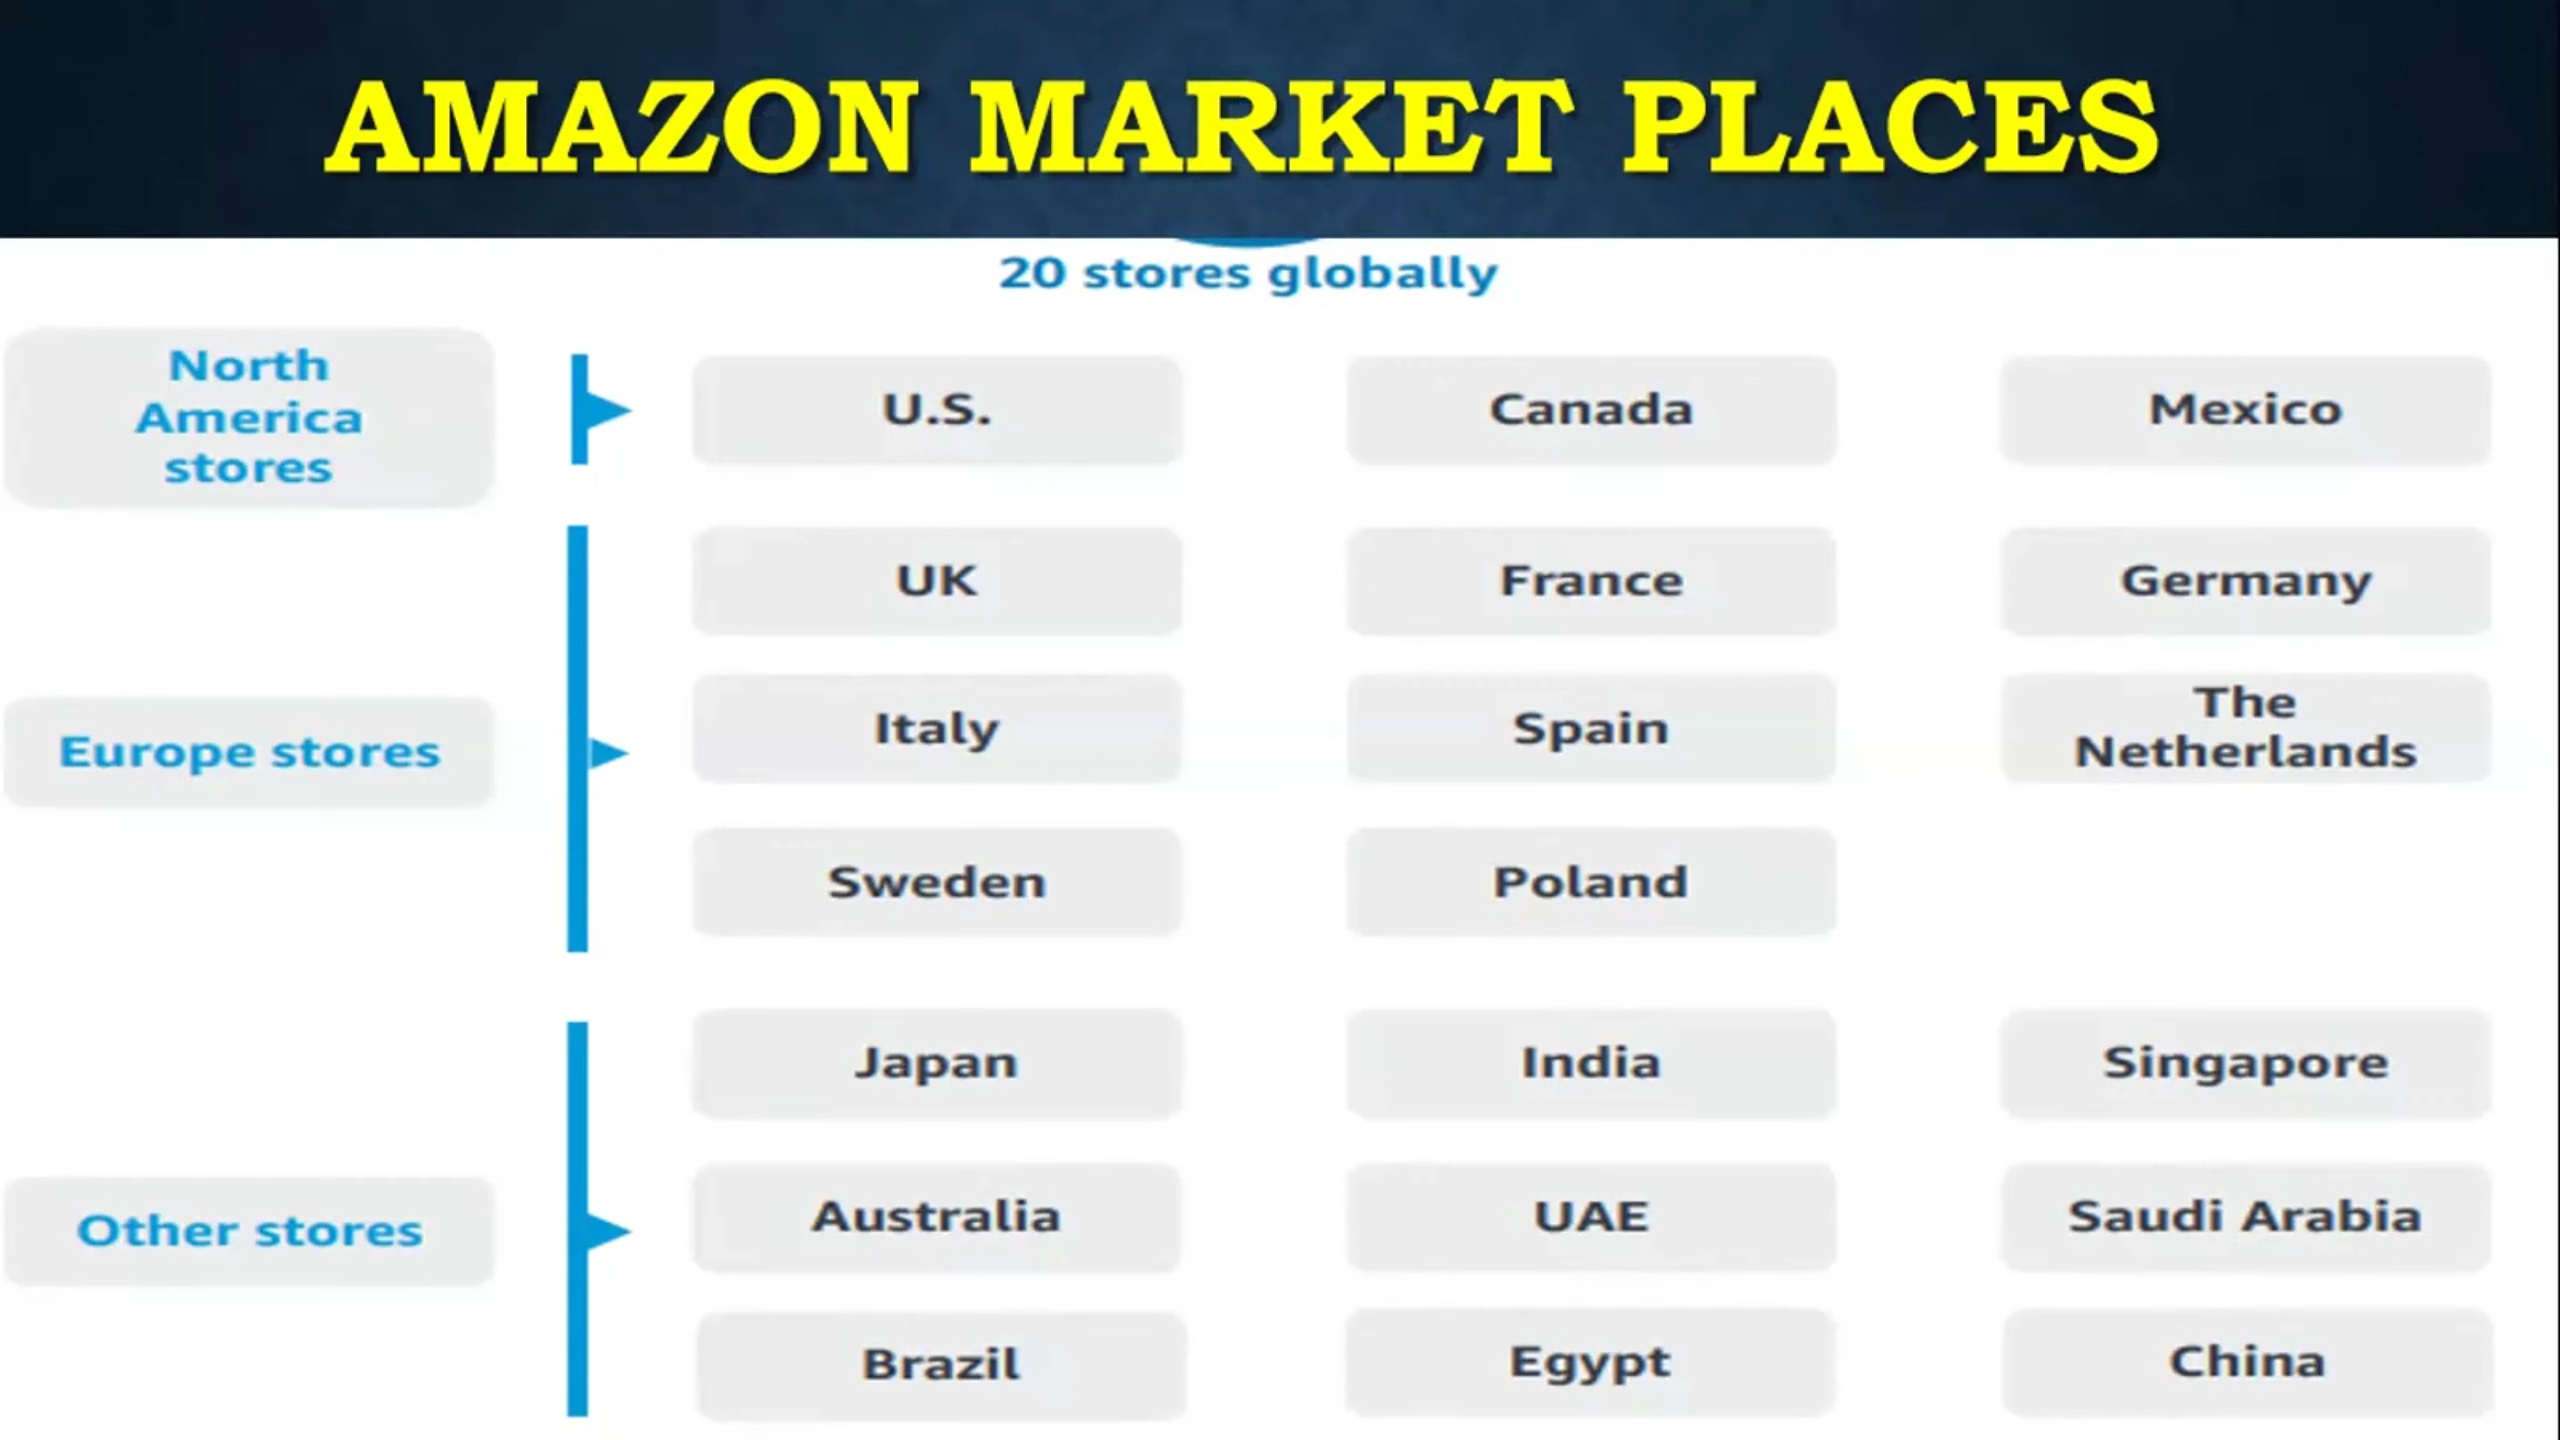 AMAZON MARKET PLACES
20 stores globally
North
America
stores
U.S.
Canada
Mexico
Europe stores
UK
France
Germany
Italy
Spain
The
Netherlands
Sweden
Poland
Other stores
Japan
India
Singapore
Australia
UAE
Saudi Arabia
Brazil
Egypt
China